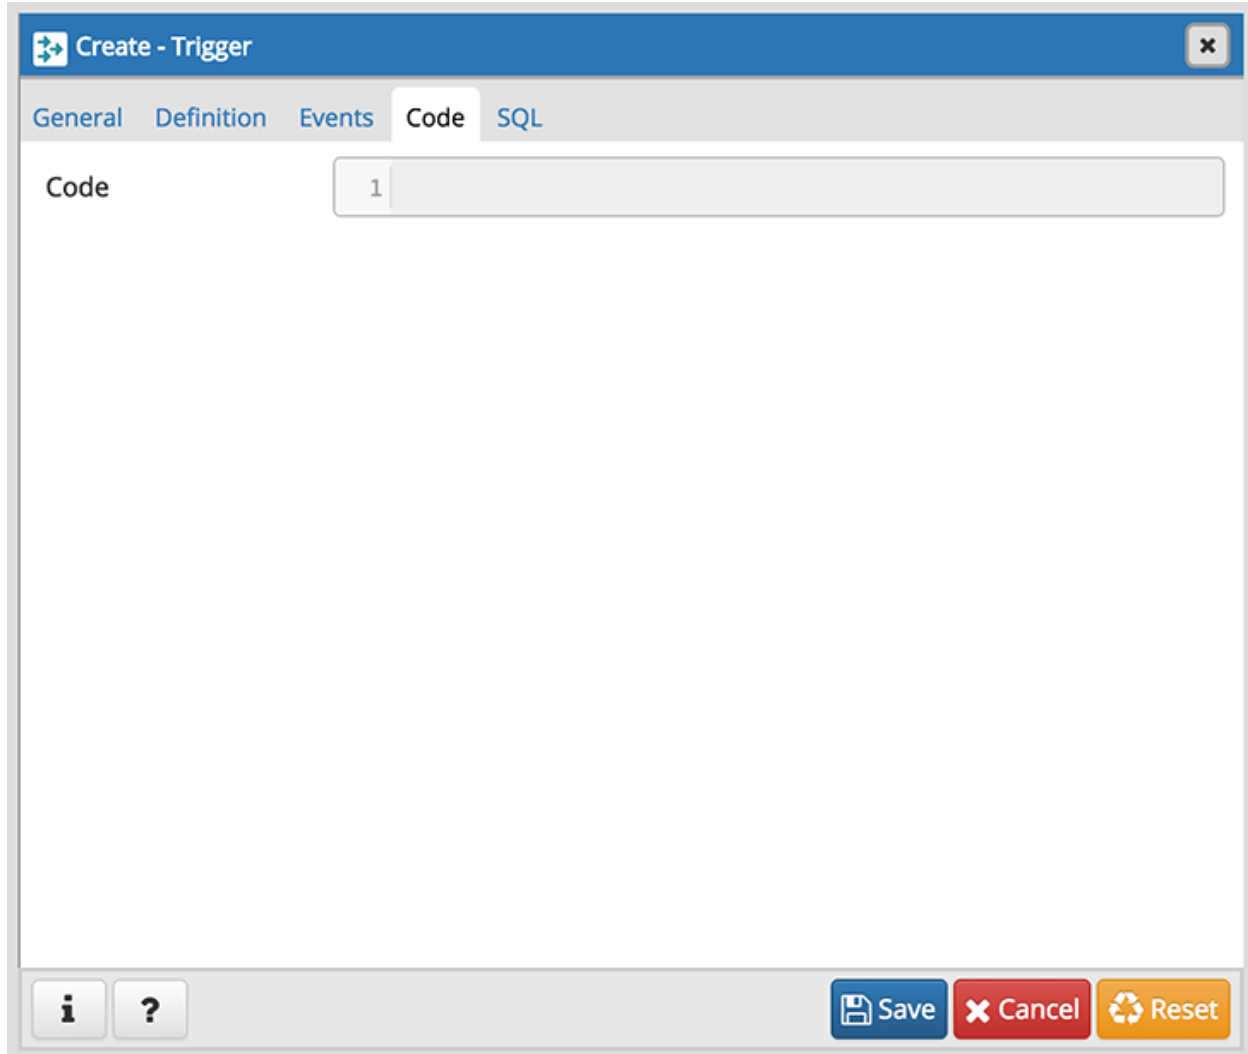 Create - Trigger
General Definition Events Code SQL
Code 1
i ? Save Cancel Reset